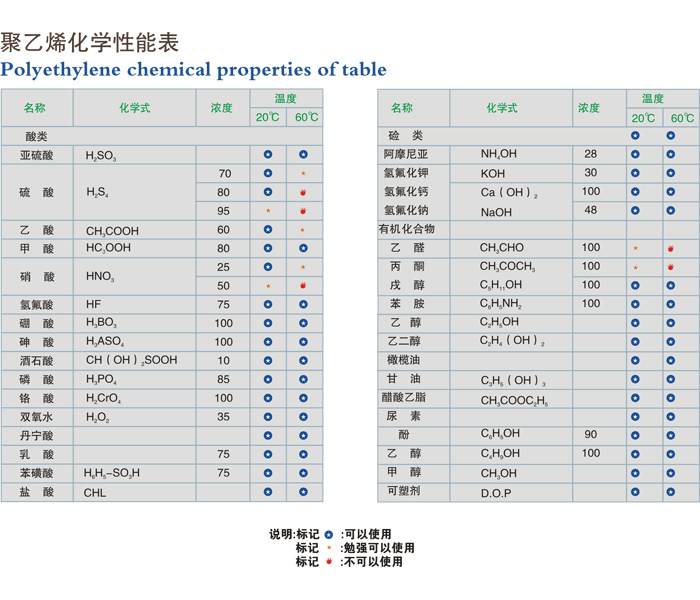 聚乙烯化学性能表
Polyethylene chemical properties of table
名称 化学式 浓度 温度
20℃ 60℃
酸类
亚硫酸 H₂SO₃
硫 酸 H₂S₄ 70
80
95
乙 酸 CH₃COOH 60
甲 酸 HC₃OOH 80
硝 酸 HNO₃ 25
50
氢氟酸 HF 75
硼 酸 H₃BO₃ 100
砷 酸 H₃ASO₄ 100
酒石酸 CH(OH)₂SOOH 10
磷 酸 H₃PO₄ 85
铬 酸 H₂CrO₄ 100
双氧水 H₂O₂ 35
丹宁酸
乳 酸 75
苯磺酸 H₆H₅-SO₃H 75
盐 酸 CHL
名称 化学式 浓度 温度
20℃ 60℃
硷 类
阿摩尼亚 NH₄OH 28
氢氟化钾 KOH 30
氢氟化钙 Ca(OH)₂ 100
氢氟化钠 NaOH 48
有机化合物
乙 醛 CH₃CHO 100
丙 酮 CH₃COCH₃ 100
戌 醇 C₅H₁₁OH 100
苯 胺 C₆H₅NH₂ 100
乙 醇 C₂H₅OH
乙二醇 C₂H₄(OH)₂
橄榄油
甘 油 C₃H₅(OH)₃
醋酸乙脂 CH₃COOC₂H₅
尿 素
酚 C₆H₅OH 90
乙 醇 C₄H₉OH 100
甲 醇 CH₃OH
可塑剂 D.O.P
说明:标记 :可以使用
标记 :勉强可以使用
标记 :不可以使用